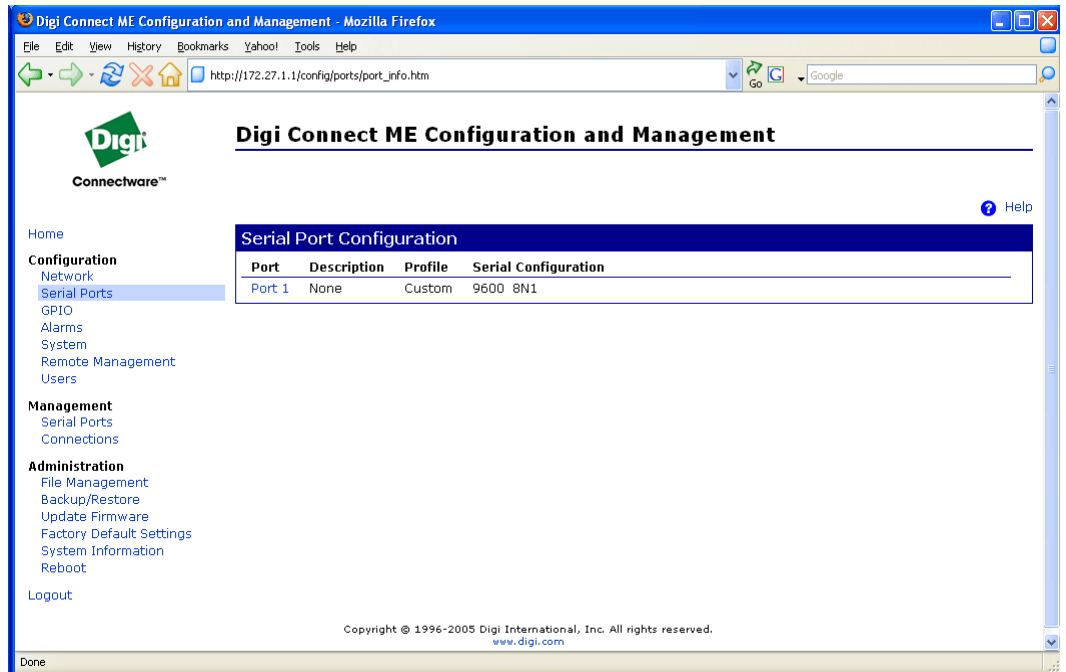 Digi Connect ME Configuration and Management - Mozilla Firefox
File Edit View History Bookmarks Yahoo! Tools Help
http://172.27.1.1/config/ports/port_info.htm Go G Google
Digi
Connectware™
Digi Connect ME Configuration and Management
? Help
Home
Configuration
Network
Serial Ports
GPIO
Alarms
System
Remote Management
Users
Management
Serial Ports
Connections
Administration
File Management
Backup/Restore
Update Firmware
Factory Default Settings
System Information
Reboot
Logout
Serial Port Configuration
Port Description Profile Serial Configuration
Port 1 None Custom 9600 8N1
Copyright © 1996-2005 Digi International, Inc. All rights reserved.
www.digi.com
Done